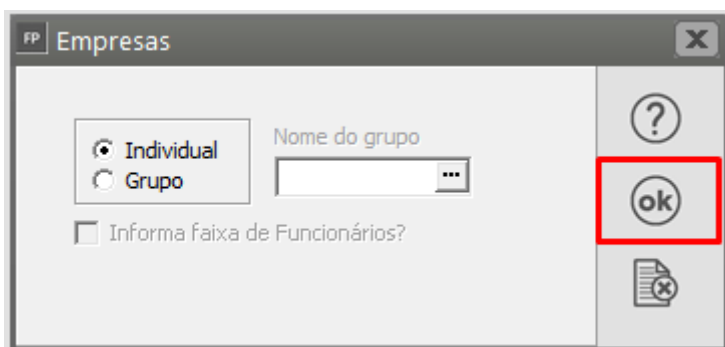 FP Empresas
Individual
Grupo
Nome do grupo
...
Informa faixa de Funcionários?
?
ok